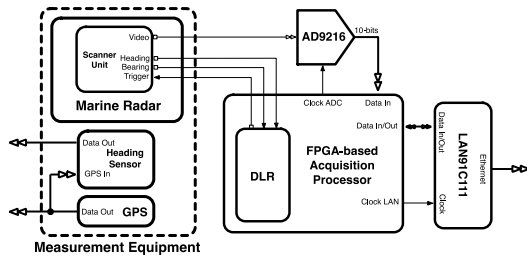 Video
Scanner
Unit
Heading
Bearing
Trigger
Marine Radar
Data Out
Heading
Sensor
GPS In
Data Out
GPS
Measurement Equipment
AD9216
10-bits
Clock ADC
Data In
Data In/Out
DLR
FPGA-based
Acquisition
Processor
Clock LAN
Data
In/Out
LAN91C111
Ethernet
Clock